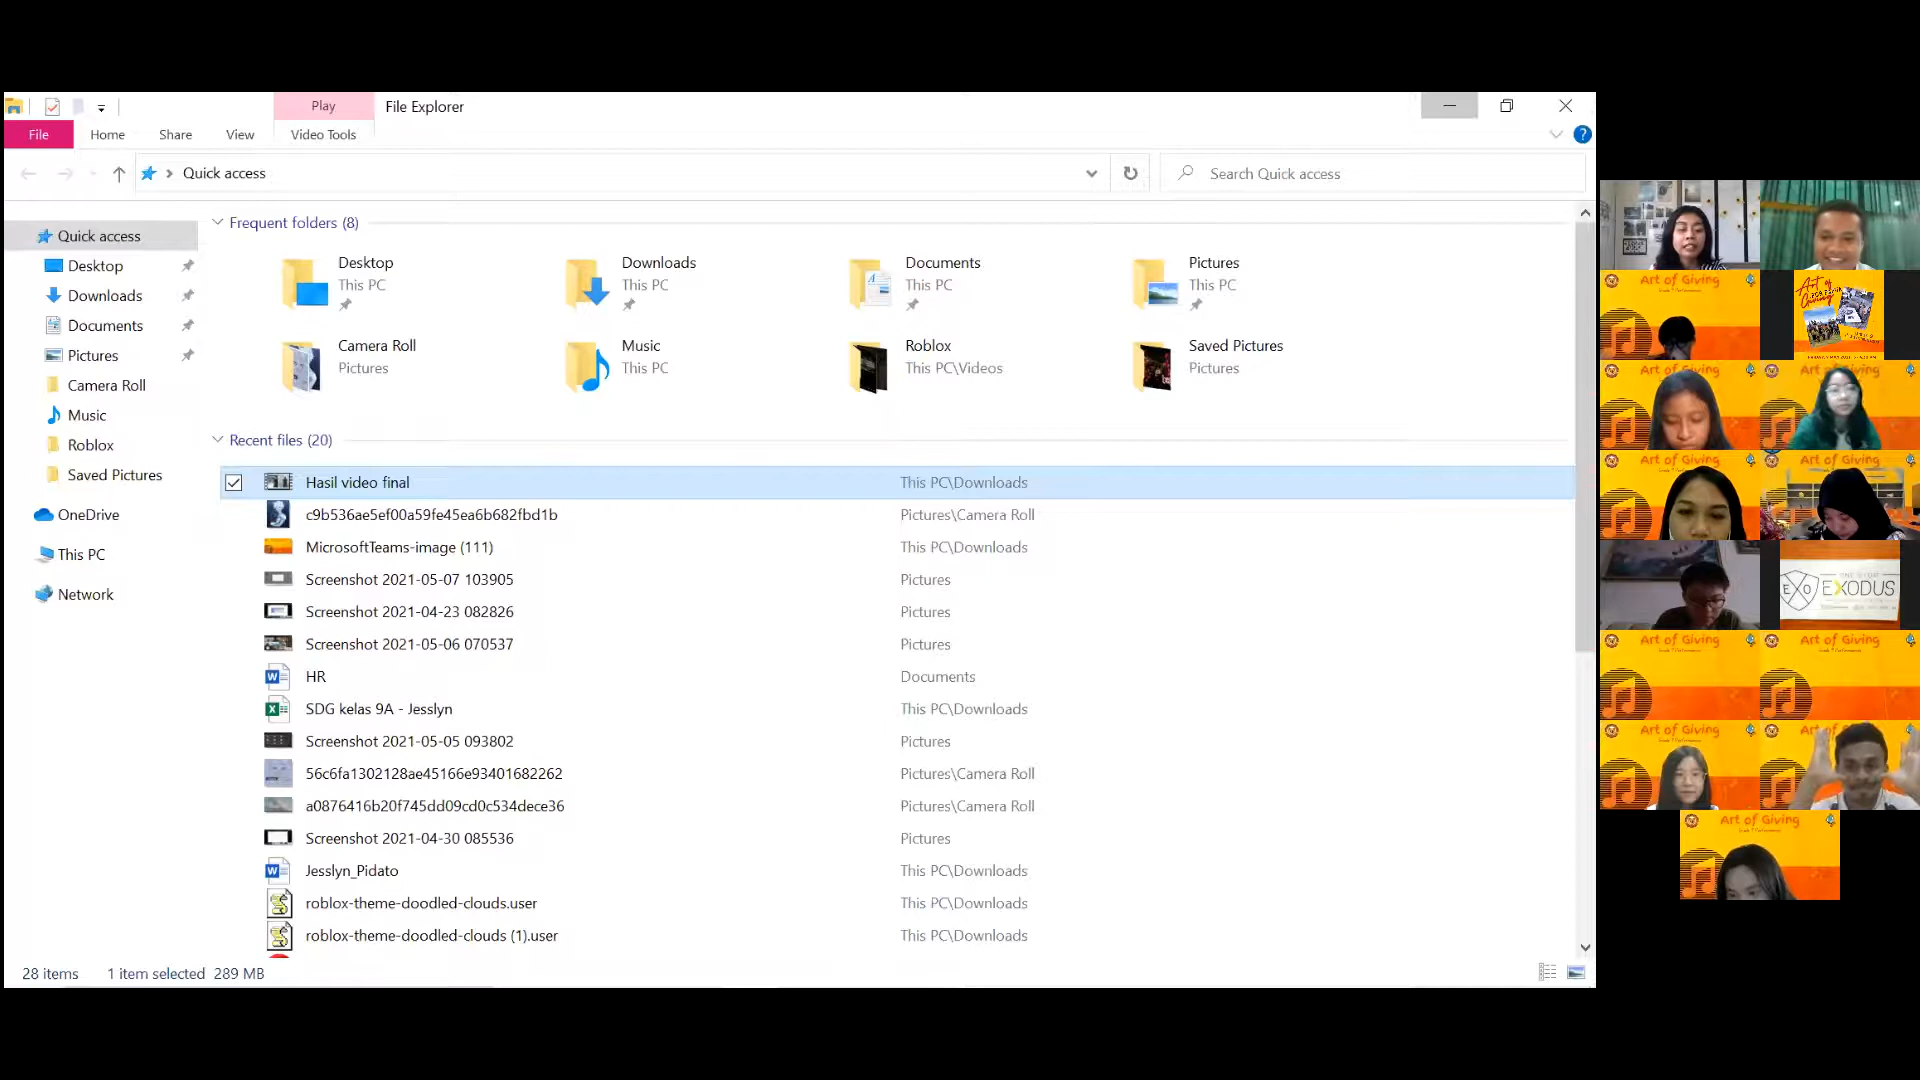 Play
File Explorer
File
Home
Share
View
Video Tools
Quick access
Search Quick access
Quick access
Desktop
Downloads
Documents
Pictures
Camera Roll
Music
Roblox
Saved Pictures
OneDrive
This PC
Network
Frequent folders (8)
Desktop
This PC
Downloads
This PC
Documents
This PC
Pictures
This PC
Camera Roll
Pictures
Music
This PC
Roblox
This PC\Videos
Saved Pictures
Pictures
Recent files (20)
Hasil video final This PC\Downloads
c9b536ae5ef00a59fe45ea6b682fbd1b Pictures\Camera Roll
MicrosoftTeams-image (111) This PC\Downloads
Screenshot 2021-05-07 103905 Pictures
Screenshot 2021-04-23 082826 Pictures
Screenshot 2021-05-06 070537 Pictures
HR Documents
SDG kelas 9A - Jesslyn This PC\Downloads
Screenshot 2021-05-05 093802 Pictures
56c6fa1302128ae45166e93401682262 Pictures\Camera Roll
a0876416b20f745dd09cd0c534dece36 Pictures\Camera Roll
Screenshot 2021-04-30 085536 Pictures
Jesslyn_Pidato This PC\Downloads
roblox-theme-doodled-clouds.user This PC\Downloads
roblox-theme-doodled-clouds (1).user This PC\Downloads
28 items 1 item selected 289 MB
Art of Giving
Art of
Giving
Art of Giving
Art of Giving
Art of Giving
Art of Giving
EXO EXODUS
Art of Giving
Art of Giving
Art of Giving
Art of
Art of Giving